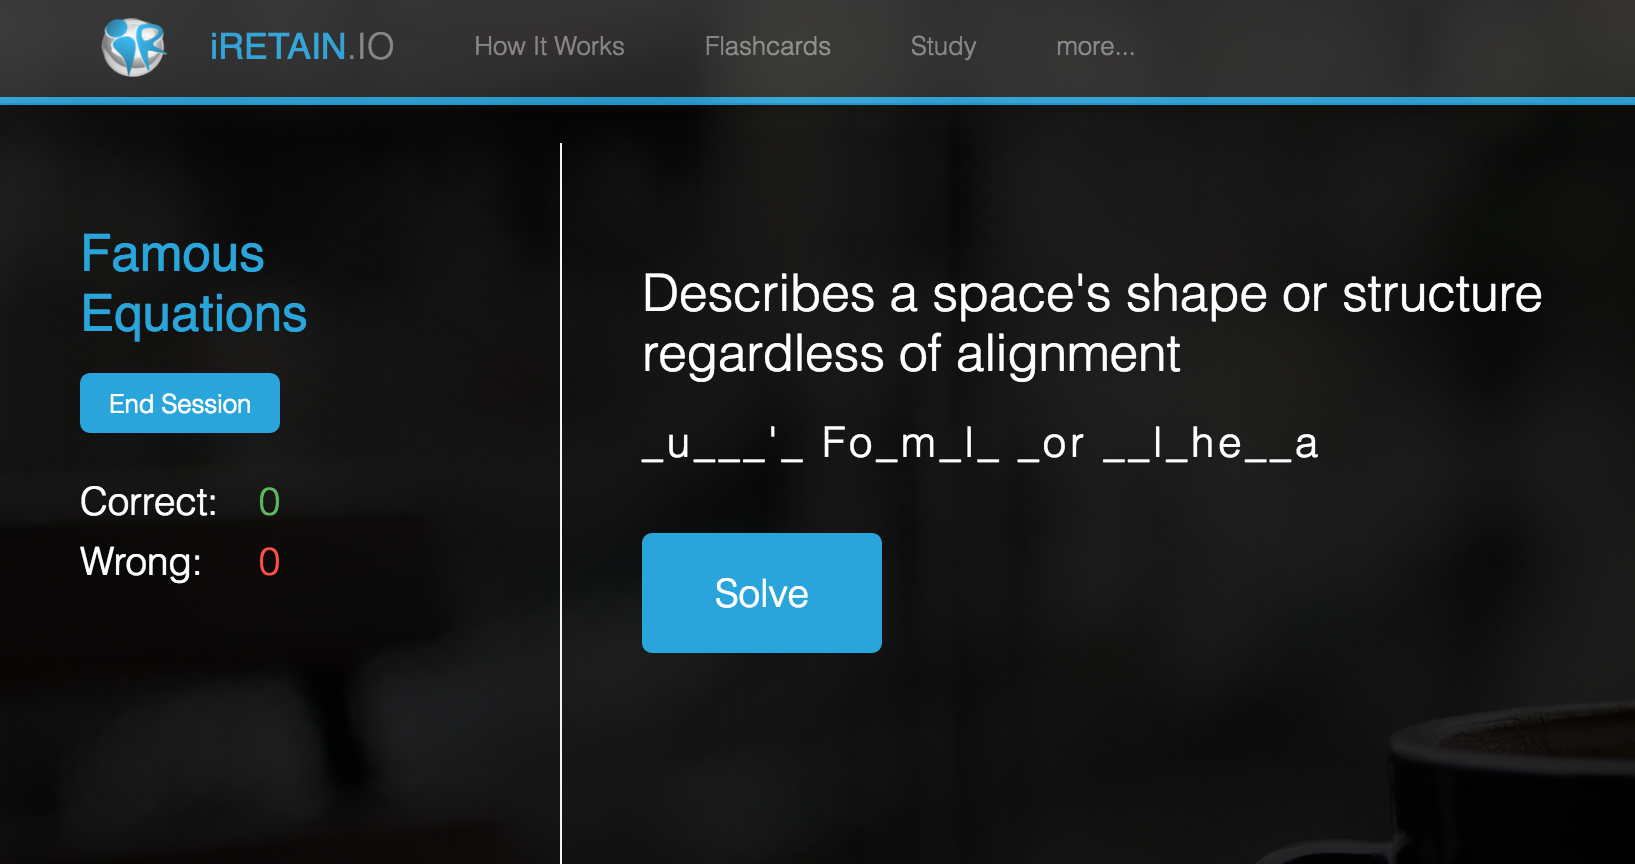 iRETAIN.IO How It Works Flashcards Study more...
Famous
Equations
End Session
Correct: 0
Wrong: 0
Describes a space's shape or structure
regardless of alignment
_u___'_ Fo_m_l_ _or __l_he__a
Solve